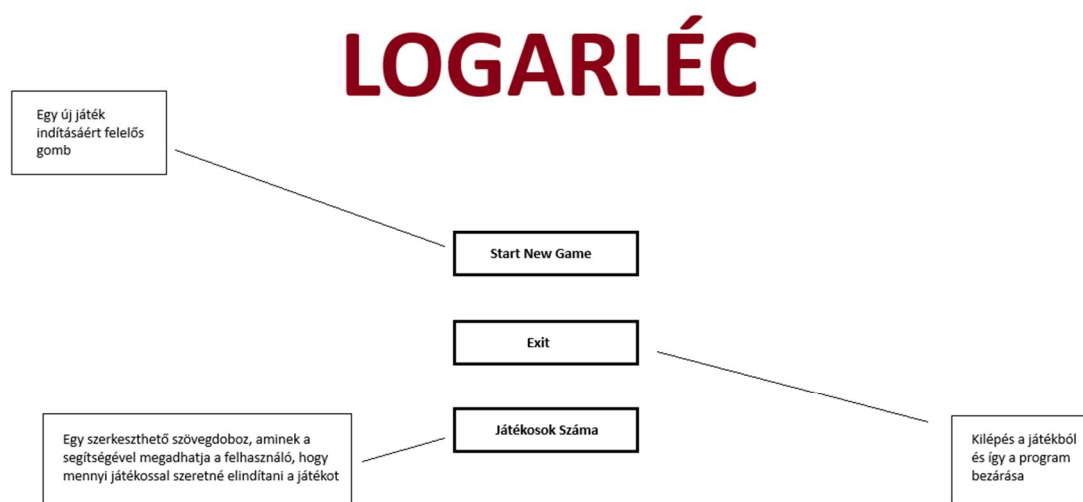 LOGARLÉC
Egy új játék
indításáért felelős
gomb
Start New Game
Exit
Játékosok Száma
Egy szerkeszthető szövegdoboz, aminek a
segítségével megadhatja a felhasználó, hogy
mennyi játékossal szeretné elindítani a játékot
Kilépés a játékból
és így a program
bezárása